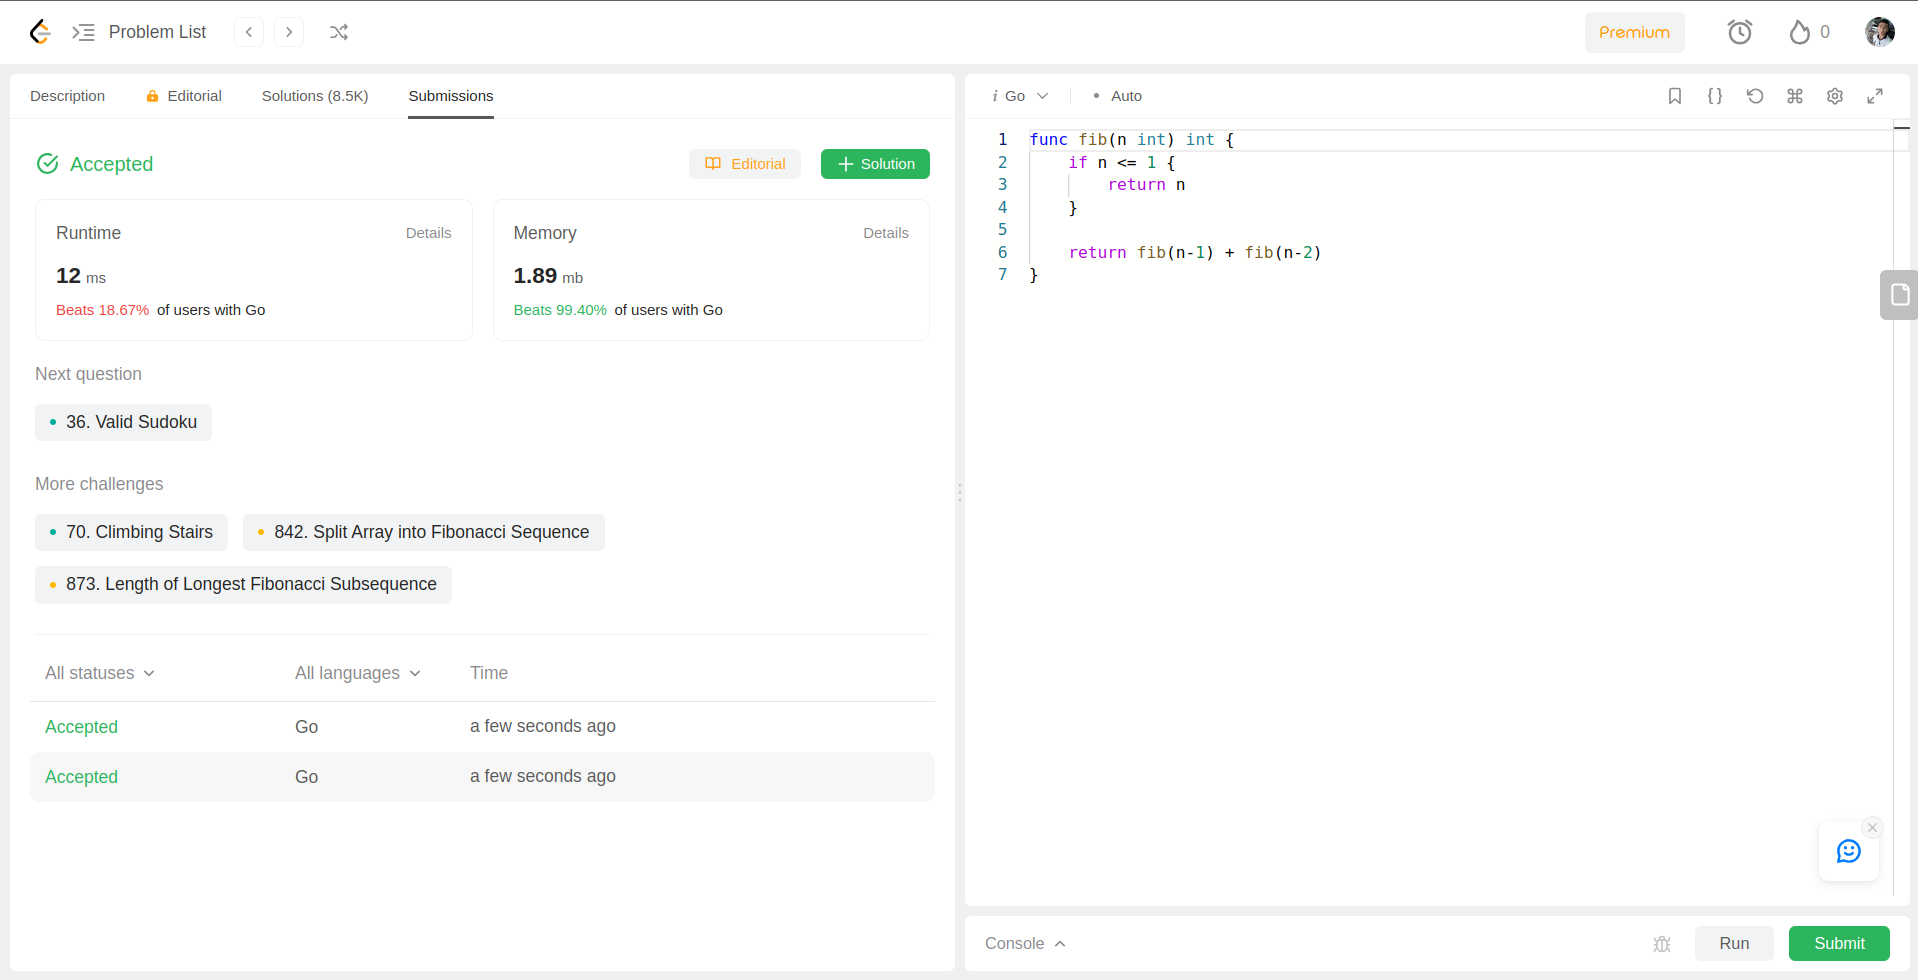 Problem List
Premium
0
Description
Editorial
Solutions (8.5K)
Submissions
Accepted
Editorial
Solution
Runtime
Details
12 ms
Beats 18.67% of users with Go
Memory
Details
1.89 mb
Beats 99.40% of users with Go
Next question
36. Valid Sudoku
More challenges
70. Climbing Stairs
842. Split Array into Fibonacci Sequence
873. Length of Longest Fibonacci Subsequence
All statuses
All languages
Time
Accepted
Go
a few seconds ago
Accepted
Go
a few seconds ago
i Go
Auto
1 func fib(n int) int {
2     if n <= 1 {
3         return n
4     }
5
6     return fib(n-1) + fib(n-2)
7 }
Console
Run
Submit